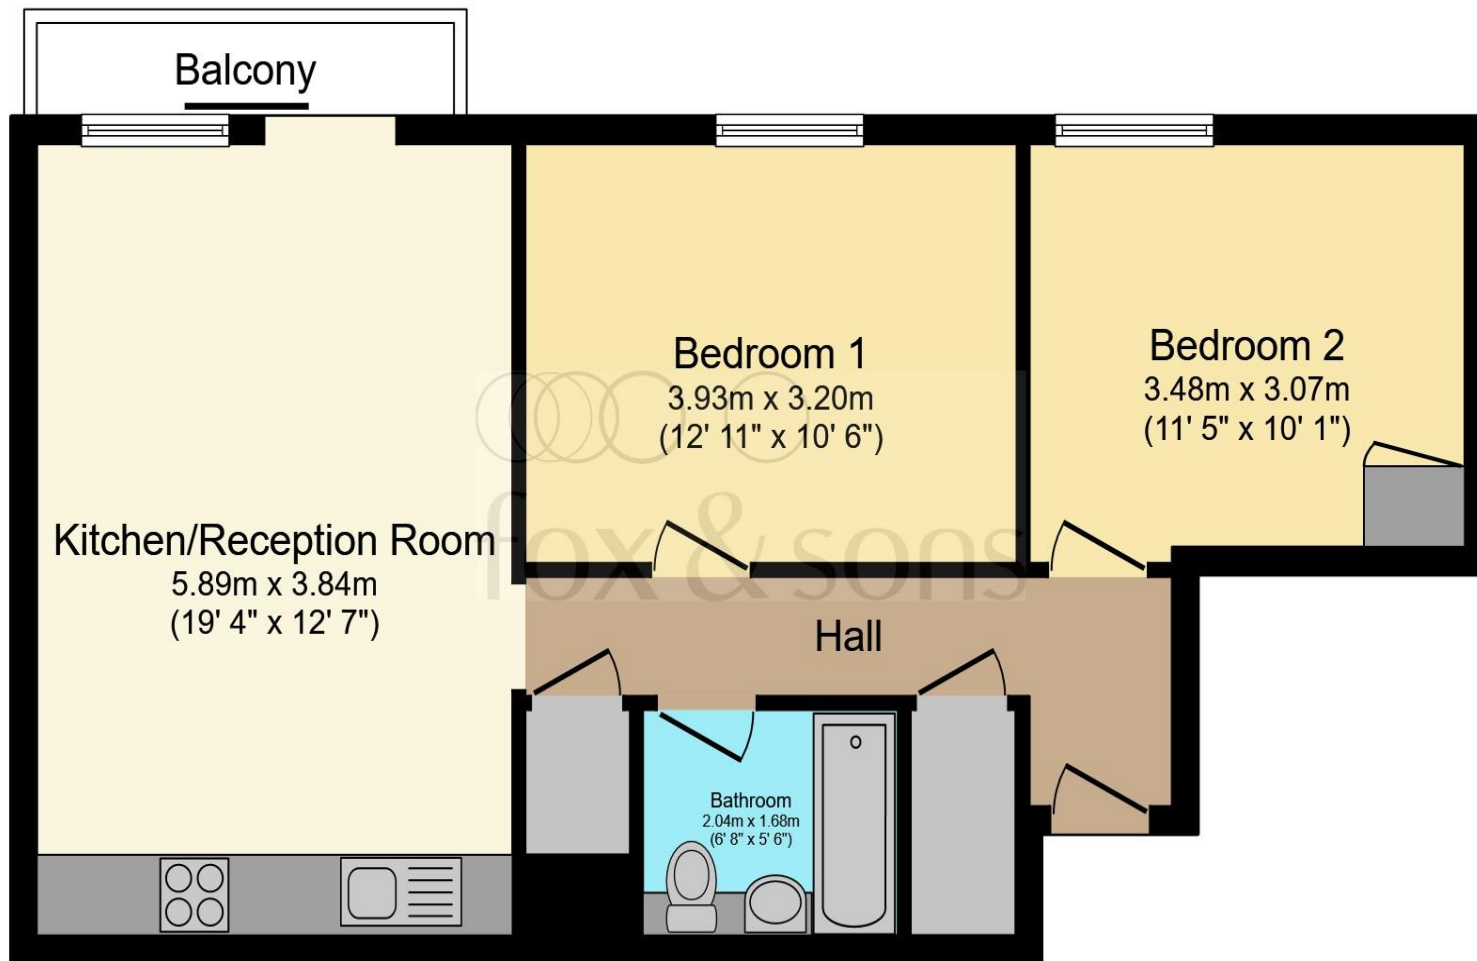 Balcony
Bedroom 1
3.93m x 3.20m
(12' 11" x 10' 6")
Bedroom 2
3.48m x 3.07m
(11' 5" x 10' 1")
Kitchen/Reception Room
5.89m x 3.84m
(19' 4" x 12' 7")
fox & sons
Hall
Bathroom
2.04m x 1.68m
(6' 8" x 5' 6")